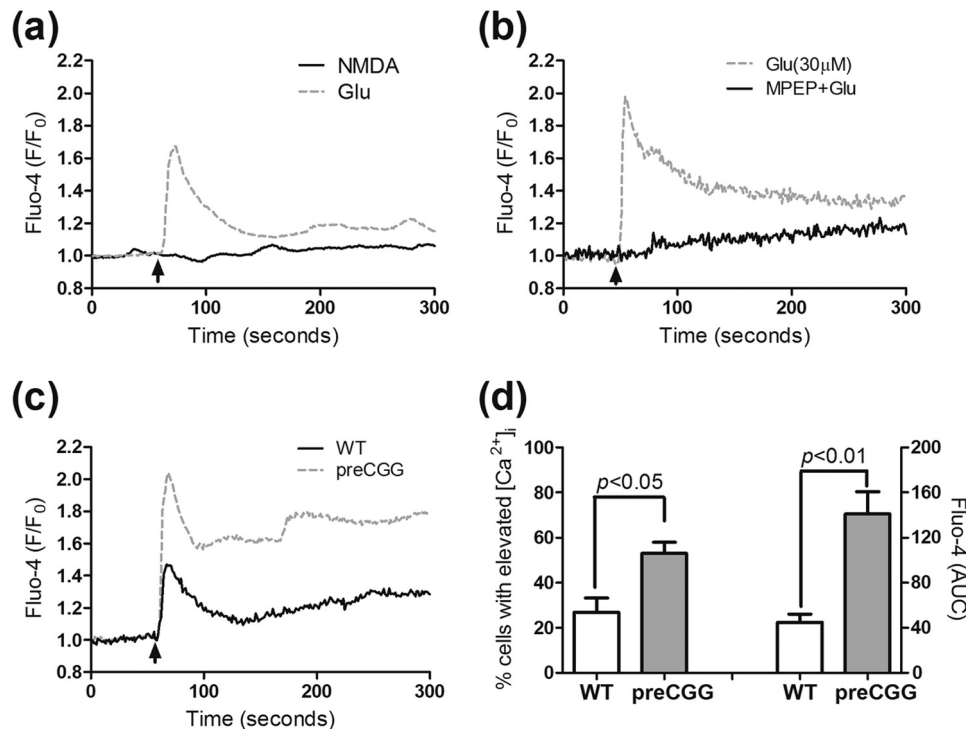 (a)
2.2
2.0
1.8
1.6
1.4
1.2
1.0
0.8
Fluo-4 (F/F0)
NMDA
Glu
0
100
200
300
Time (seconds)
(b)
2.2
2.0
1.8
1.6
1.4
1.2
1.0
0.8
Fluo-4 (F/F0)
Glu(30μM)
MPEP+Glu
0
100
200
300
Time (seconds)
(c)
2.2
2.0
1.8
1.6
1.4
1.2
1.0
0.8
Fluo-4 (F/F0)
WT
preCGG
0
100
200
300
Time (seconds)
(d)
100
80
60
40
20
0
% cells with elevated [Ca2+]i
p<0.05
p<0.01
200
160
120
80
40
0
Fluo-4
(AUC)
WT
preCGG
WT
preCGG